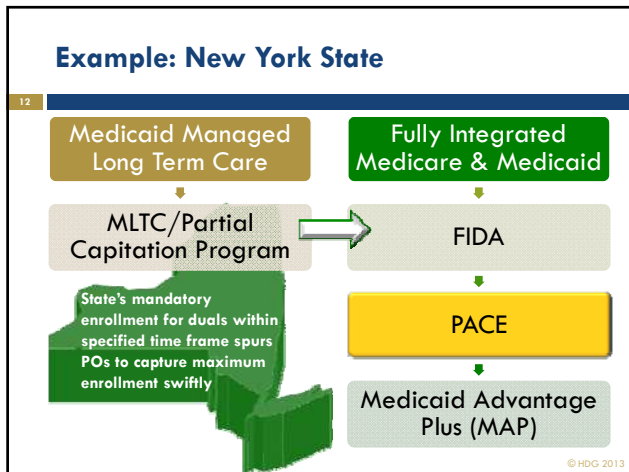 Example: New York State
12
Medicaid Managed
Long Term Care
MLTC/Partial
Capitation Program
State's mandatory
enrollment for duals within
specified time frame spurs
POs to capture maximum
enrollment swiftly
Fully Integrated
Medicare & Medicaid
FIDA
PACE
Medicaid Advantage
Plus (MAP)
© HDG 2013